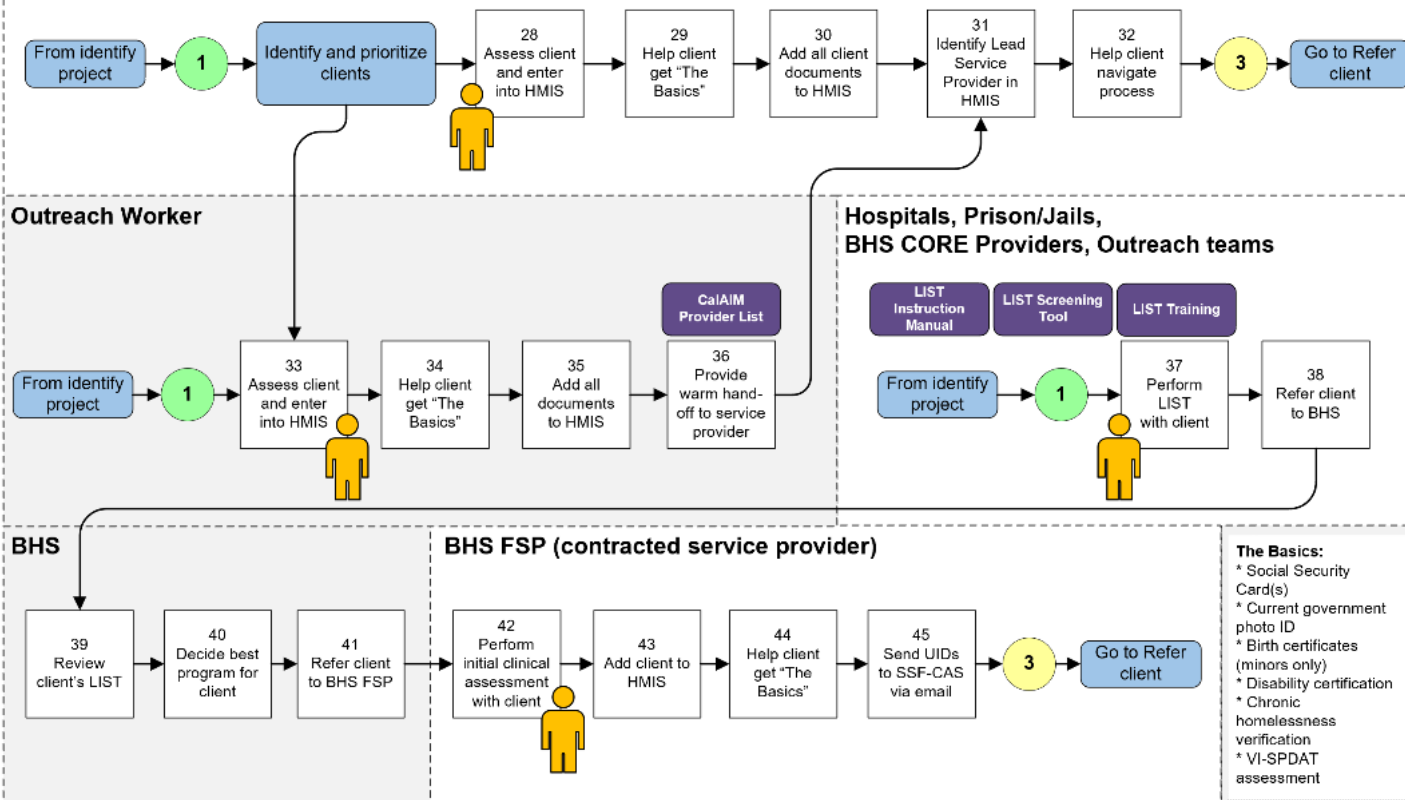 From identify
project
1
Identify and prioritize
clients
28
Assess client
and enter
into HMIS
29
Help client
get “The
Basics”
30
Add all client
documents
to HMIS
31
Identify Lead
Service
Provider in
HMIS
32
Help client
navigate
process
3
Go to Refer
client
Outreach Worker
CalAIM
Provider List
From identify
project
1
33
Assess client
and enter
into HMIS
34
Help client
get “The
Basics”
35
Add all
documents
to HMIS
36
Provide
warm hand-
off to service
provider
Hospitals, Prison/Jails,
BHS CORE Providers, Outreach teams
LIST
Instruction
Manual
LIST Screening
Tool
LIST Training
From identify
project
1
37
Perform
LIST
with client
38
Refer client
to BHS
BHS
39
Review
client’s LIST
40
Decide best
program for
client
41
Refer client
to BHS FSP
BHS FSP (contracted service provider)
42
Perform
initial clinical
assessment
with client
43
Add client to
HMIS
44
Help client
get “The
Basics”
45
Send UIDs
to SSF-CAS
via email
3
Go to Refer
client
The Basics:
* Social Security
Card(s)
* Current government
photo ID
* Birth certificates
(minors only)
* Disability certification
* Chronic
homelessness
verification
* VI-SPDAT
assessment